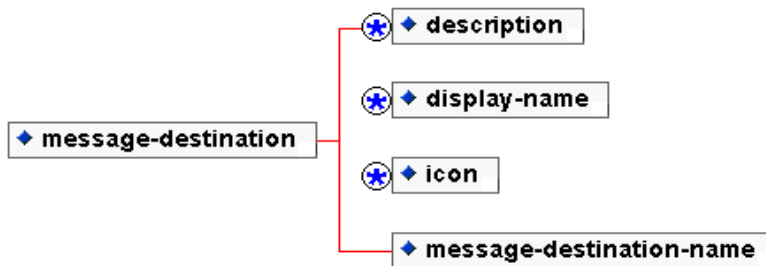 description
display-name
message-destination
icon
message-destination-name